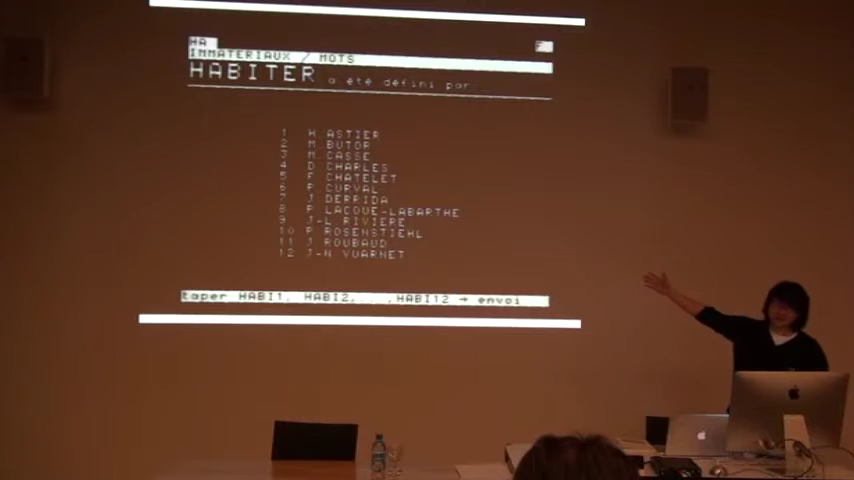 HA
IMMATERIAUX / MOTS
HABITER a été défini par
1 H ASTIER
2 M BUTOR
3 M CASSE
4 D CHARLES
5 F CHATELET
6 P CURVAL
7 J DERRIDA
8 P LACOUE-LABARTHE
9 J-L RIVIERE
10 P ROSENSTIEHL
11 J ROUBAUD
12 J-N VUARNET
taper HABI1, HABI2,...,HABI12 → envoi